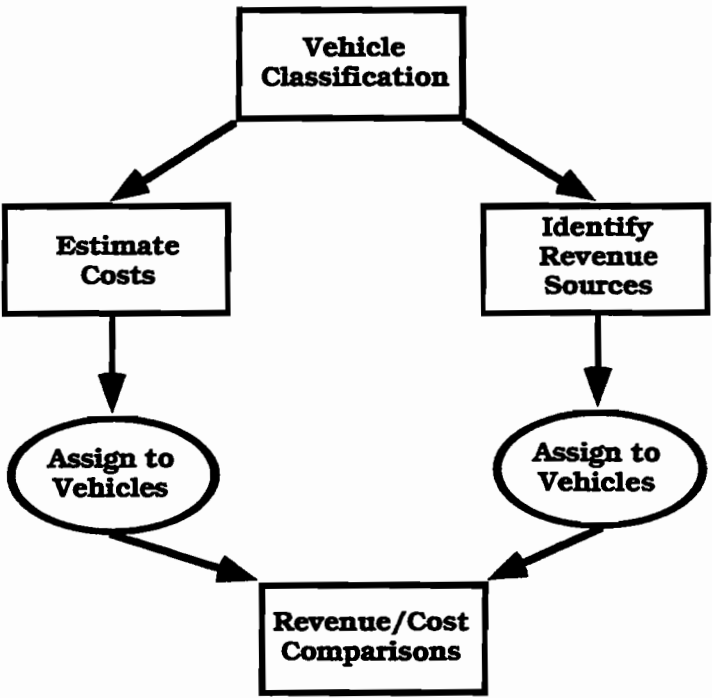 Vehicle
Classification
Estimate
Costs
Identify
Revenue
Sources
Assign to
Vehicles
Assign to
Vehicles
Revenue/Cost
Comparisons